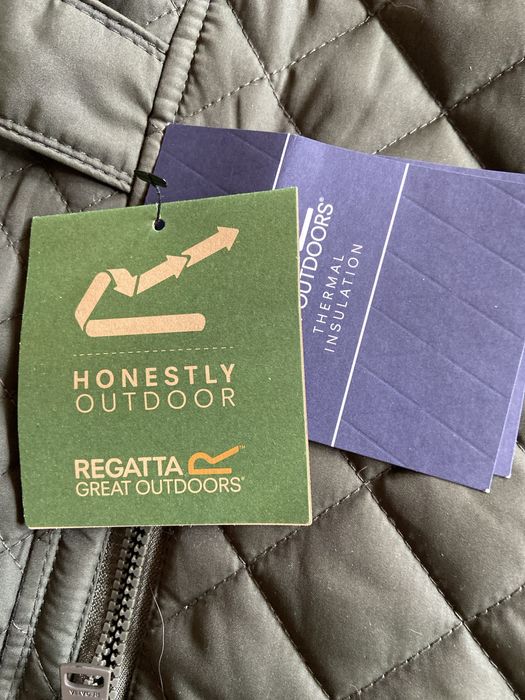 HONESTLY
OUTDOOR
REGATTA
GREAT OUTDOORS®
OUTDOORS®
THERMAL
INSULATION